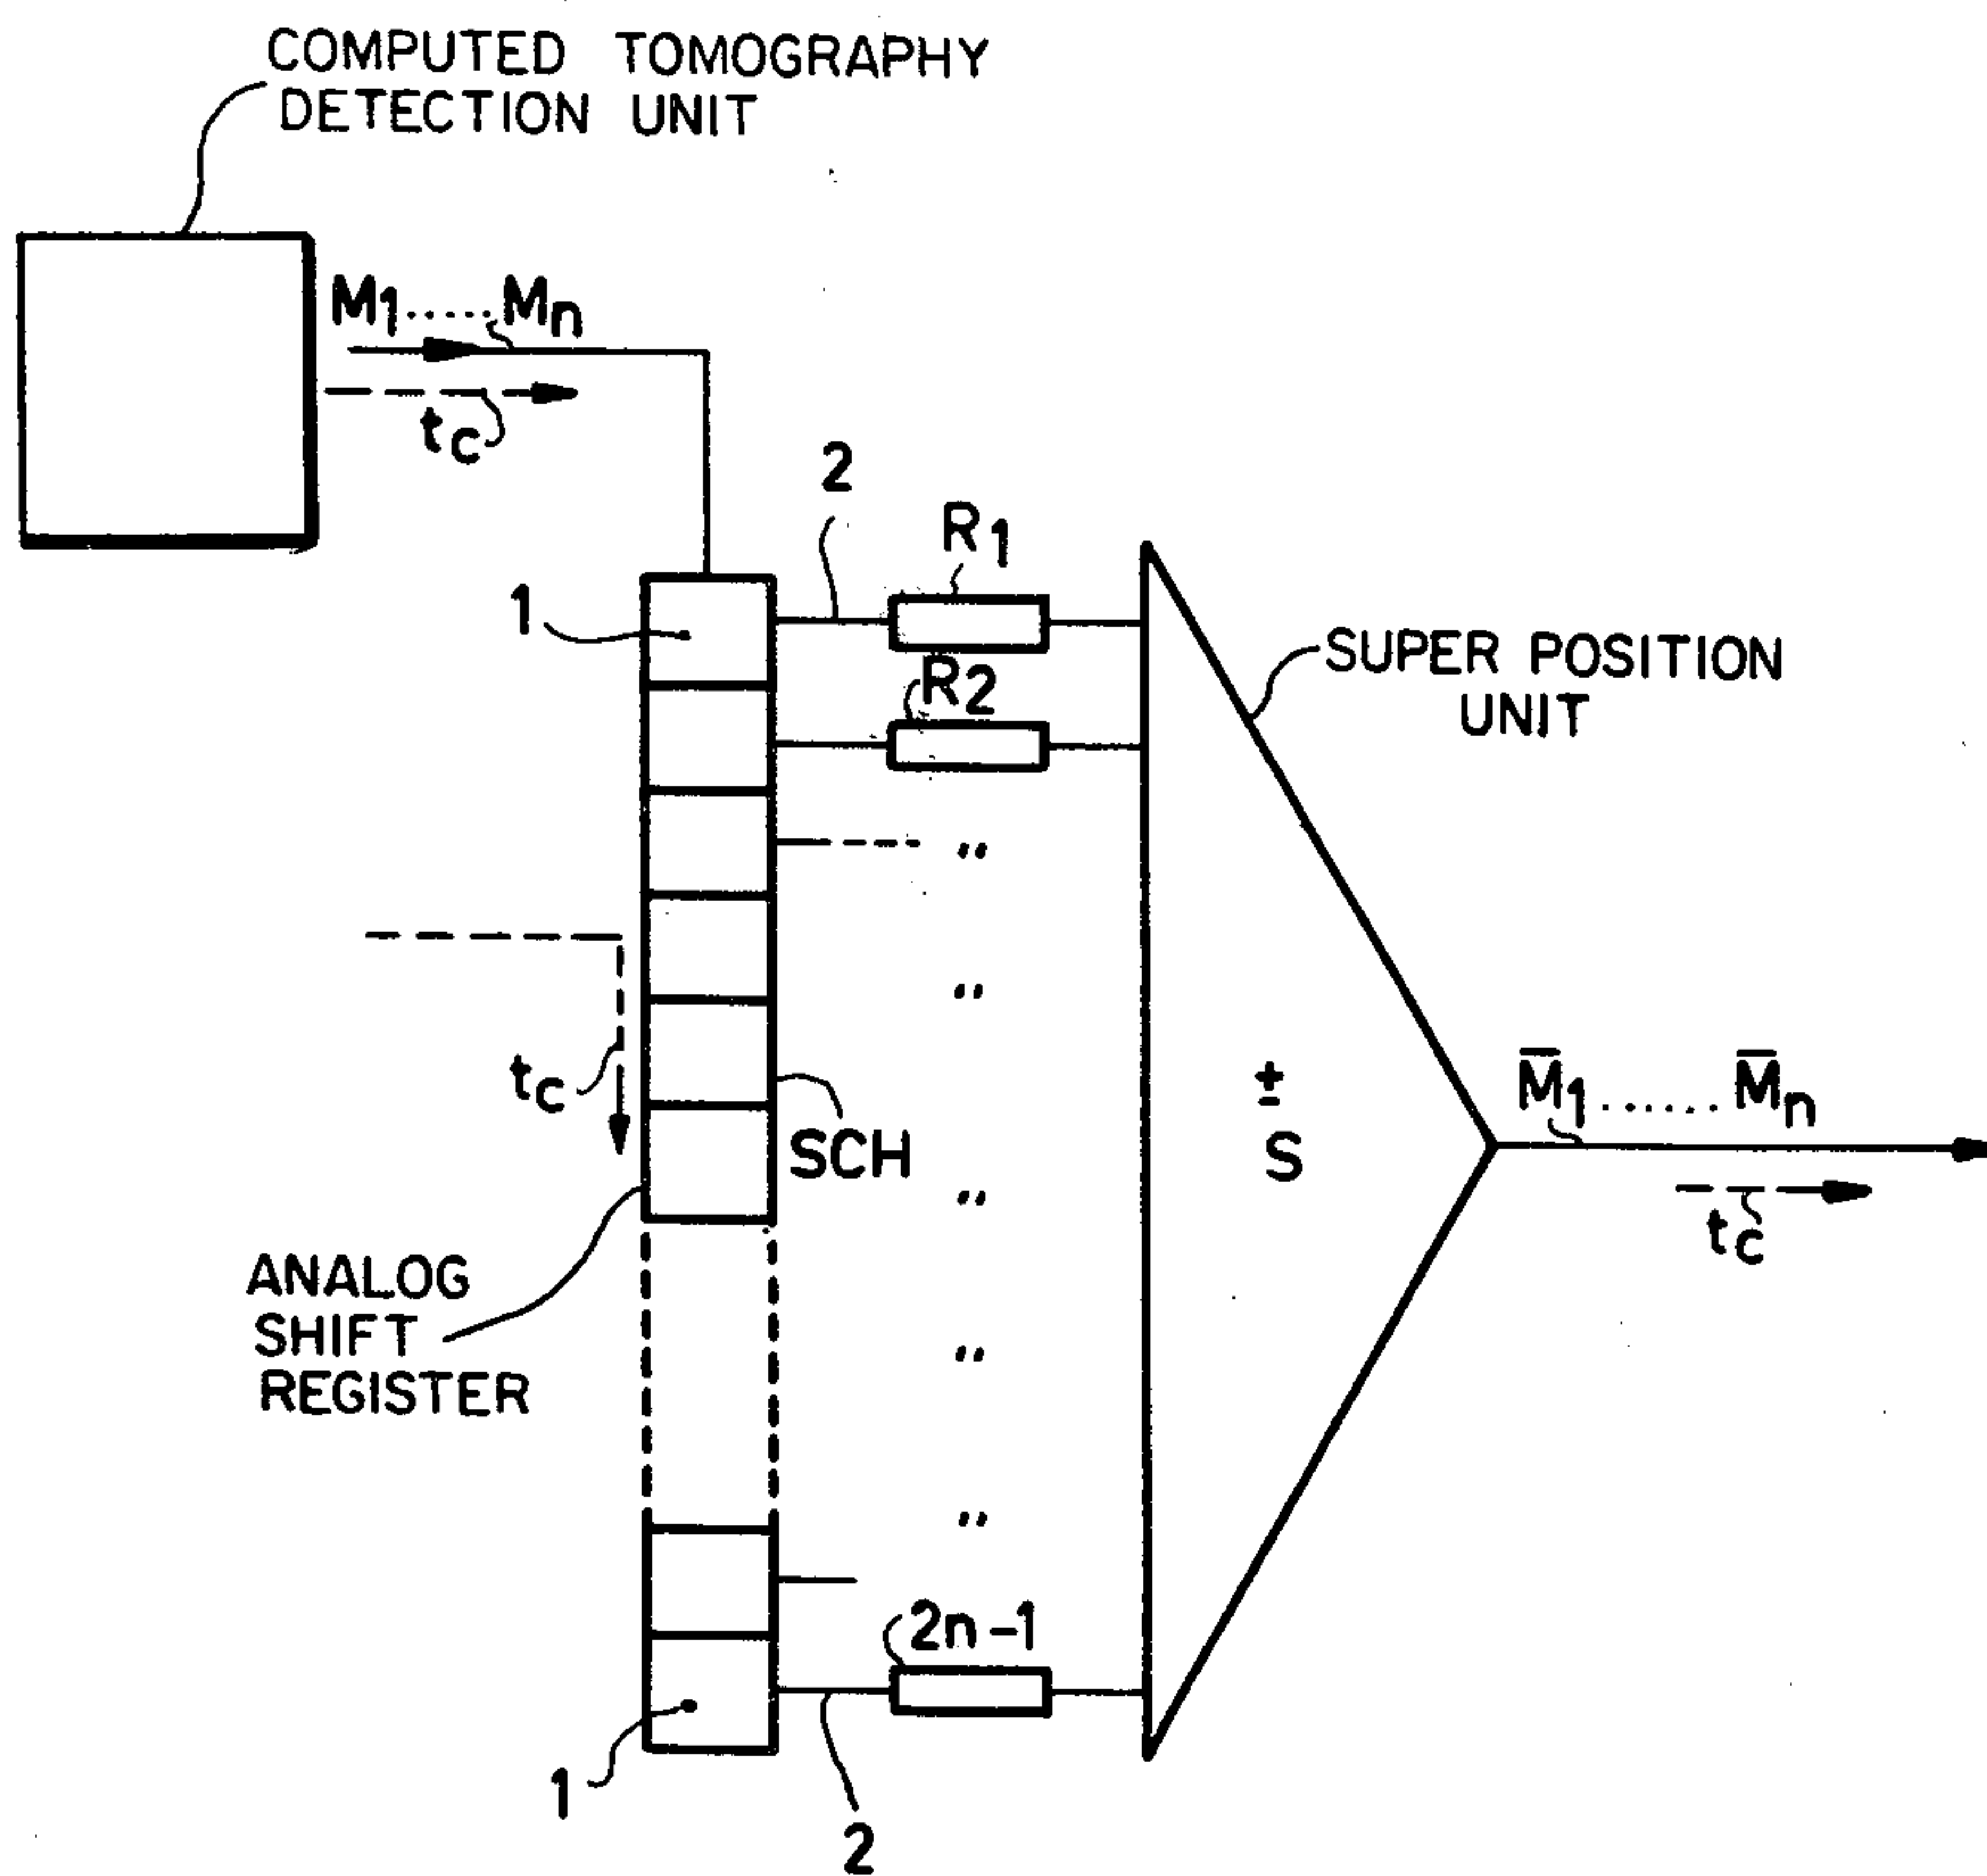 COMPUTED TOMOGRAPHY
DETECTION UNIT
M1.....Mn
tc
2
R1
1
R2
SUPER POSITION
UNIT
"
"
tc
SCH
±
S
M̅1......M̅n
tc
"
ANALOG
SHIFT
REGISTER
"
"
2n-1
1
2